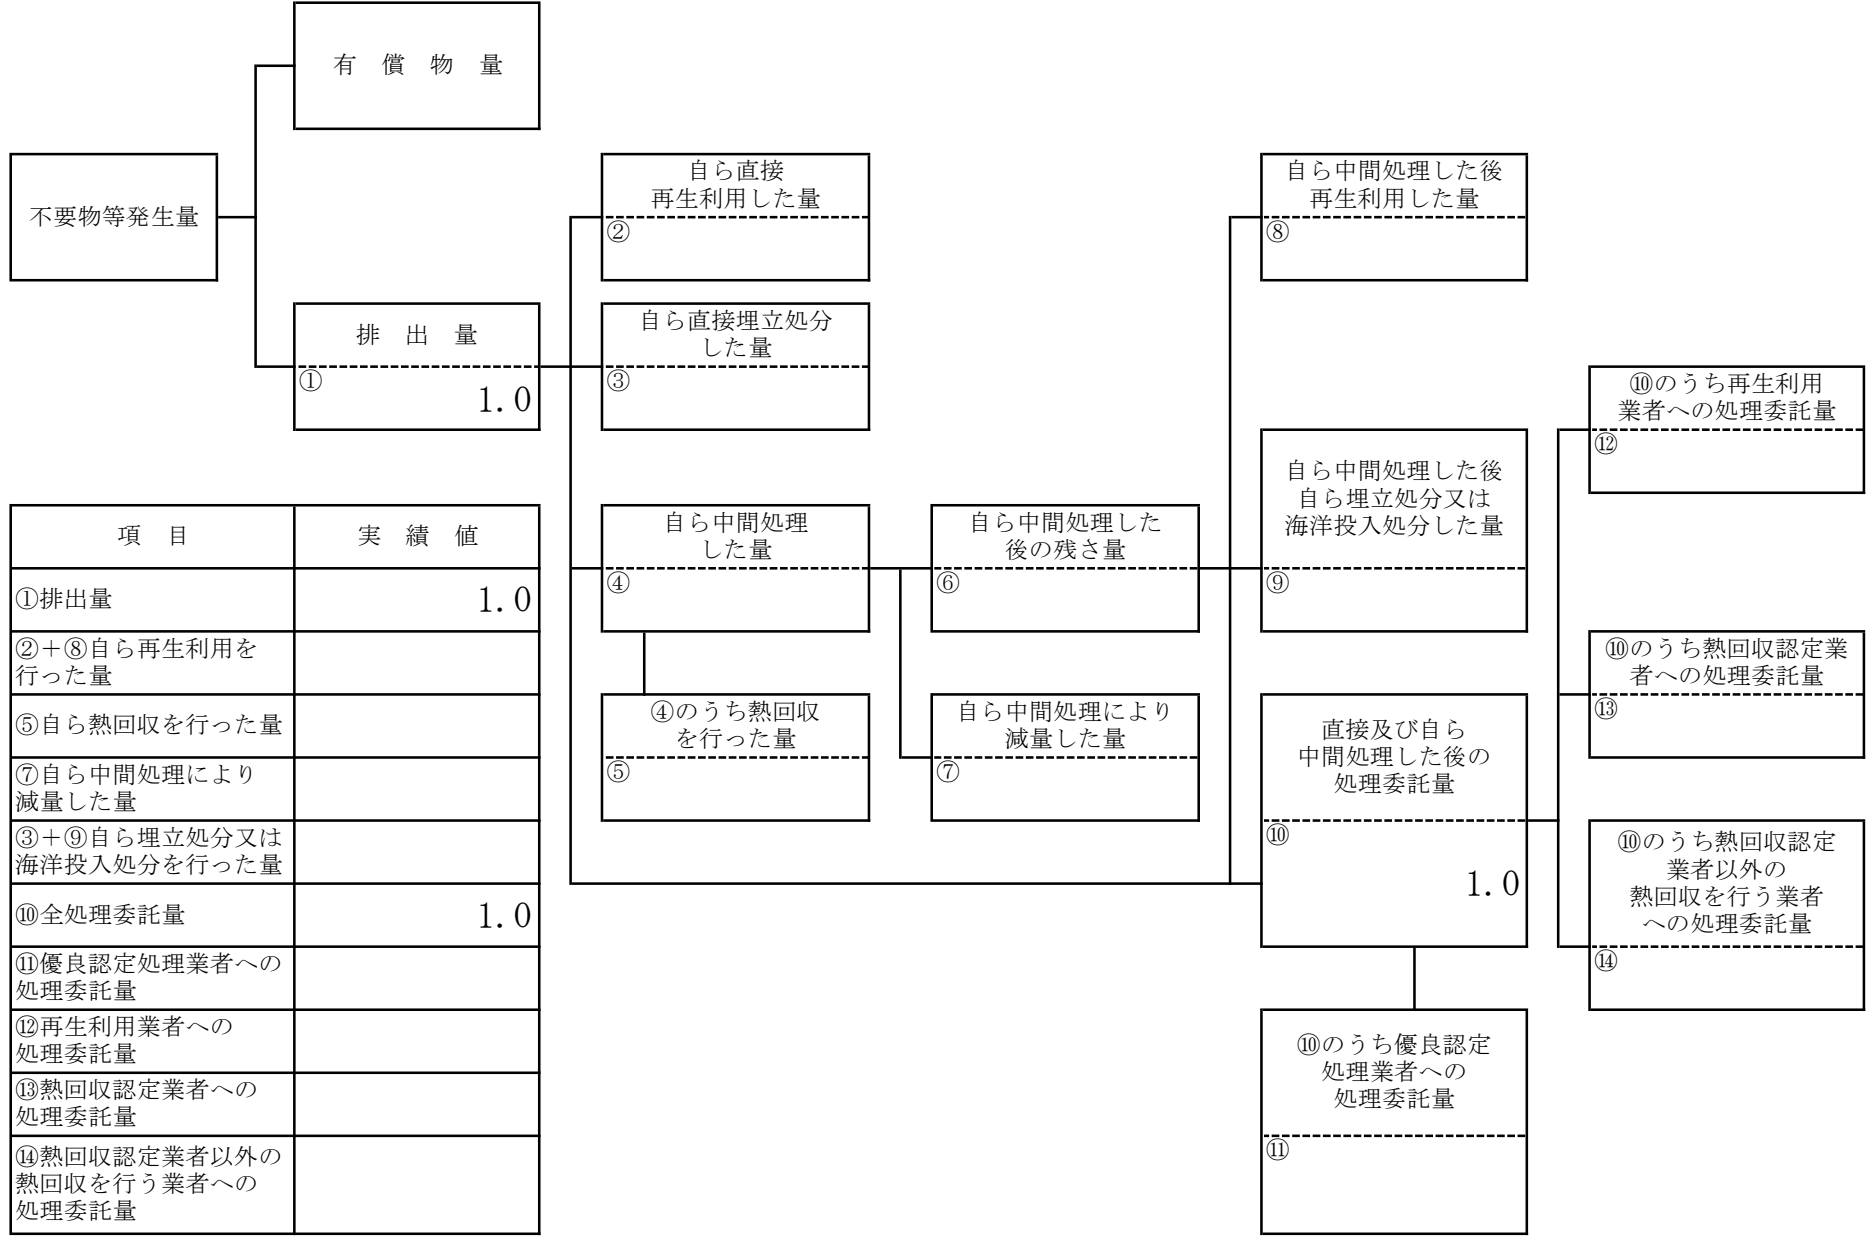 有　償　物　量
不要物等発生量
排　出　量
①
1.0
自ら直接
再生利用した量
②
自ら直接埋立処分
した量
③
自ら中間処理
した量
④
④のうち熱回収
を行った量
⑤
自ら中間処理した
後の残さ量
⑥
自ら中間処理により
減量した量
⑦
自ら中間処理した後
再生利用した量
⑧
自ら中間処理した後
自ら埋立処分又は
海洋投入処分した量
⑨
直接及び自ら
中間処理した後の
処理委託量
⑩
1.0
⑩のうち優良認定
処理業者への
処理委託量
⑪
⑩のうち再生利用
業者への処理委託量
⑫
⑩のうち熱回収認定業
者への処理委託量
⑬
⑩のうち熱回収認定
業者以外の
熱回収を行う業者
への処理委託量
⑭
項　目
実　績　値
①排出量
1.0
②＋⑧自ら再生利用を
行った量
⑤自ら熱回収を行った量
⑦自ら中間処理により
減量した量
③＋⑨自ら埋立処分又は
海洋投入処分を行った量
⑩全処理委託量
1.0
⑪優良認定処理業者への
処理委託量
⑫再生利用業者への
処理委託量
⑬熱回収認定業者への
処理委託量
⑭熱回収認定業者以外の
熱回収を行う業者への
処理委託量